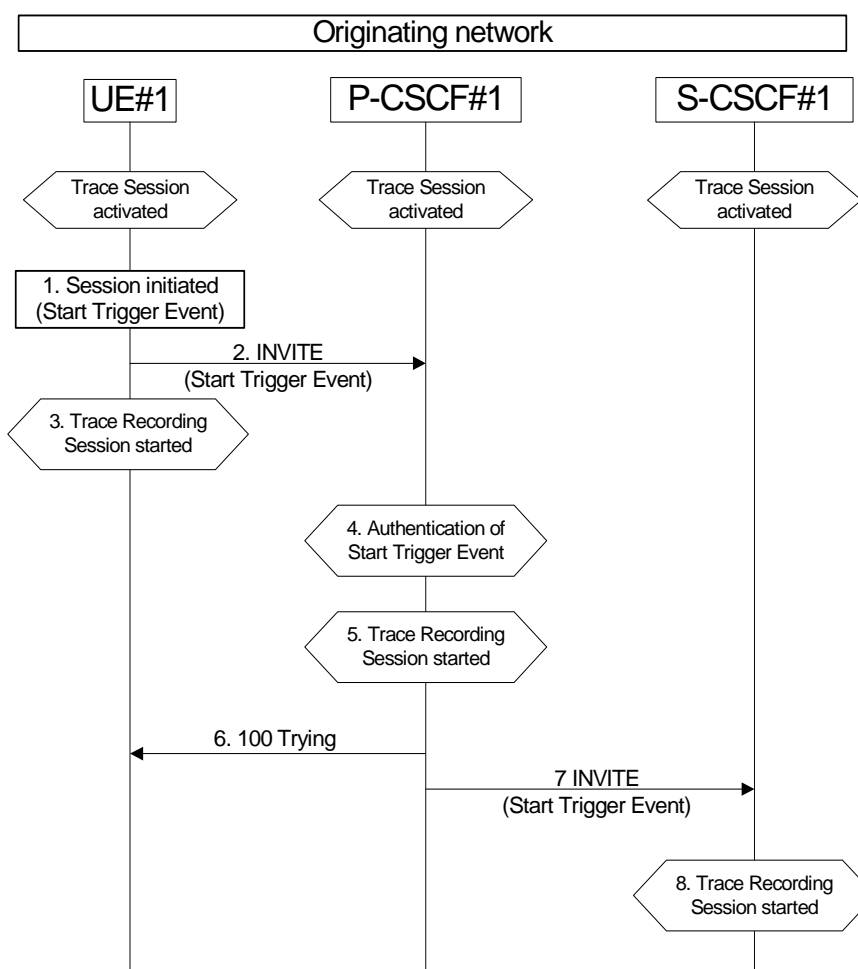 Originating network
UE#1
P-CSCF#1
S-CSCF#1
Trace Session
activated
Trace Session
activated
Trace Session
activated
1. Session initiated
(Start Trigger Event)
2. INVITE
(Start Trigger Event)
3. Trace Recording
Session started
4. Authentication of
Start Trigger Event
5. Trace Recording
Session started
6. 100 Trying
7 INVITE
(Start Trigger Event)
8. Trace Recording
Session started